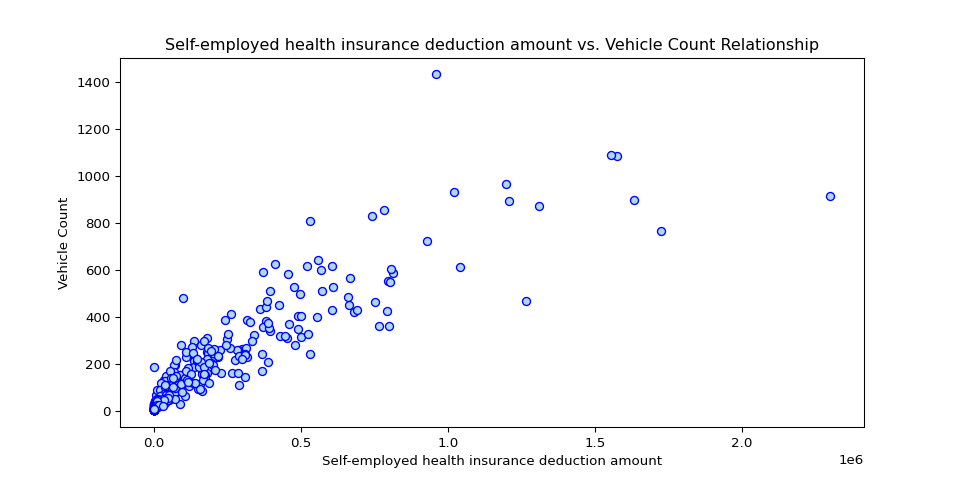 Self-employed health insurance deduction amount vs. Vehicle Count Relationship
1400
1200
1000
800
600
400
200
0
Vehicle Count
0.0 0.5 1.0 1.5 2.0
1e6
Self-employed health insurance deduction amount